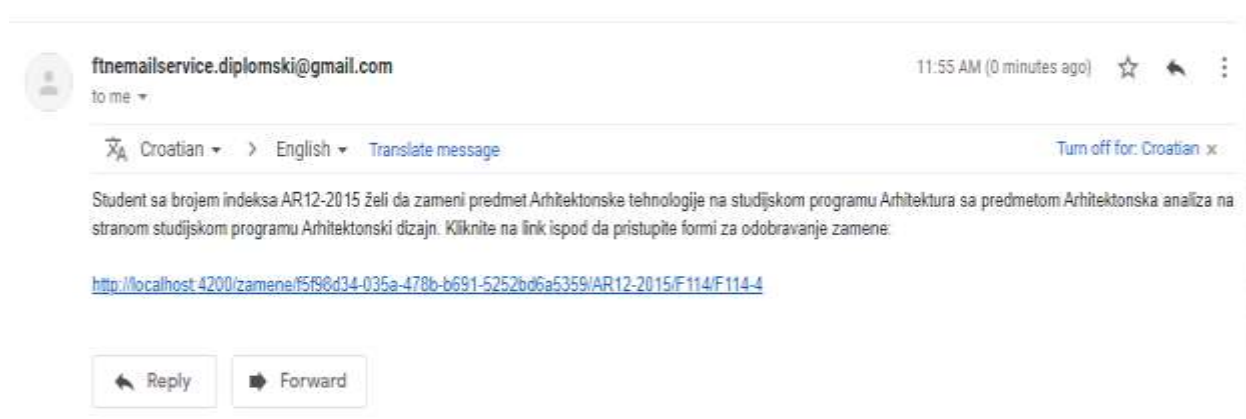 ftnemailservice.diplomski@gmail.com
11:55 AM (0 minutes ago)
to me
Croatian > English Translate message
Turn off for: Croatian x
Student sa brojem indeksa AR12-2015 želi da zameni predmet Arhitektonske tehnologije na studijskom programu Arhitektura sa predmetom Arhitektonska analiza na
stranom studijskom programu Arhitektonski dizajn. Kliknite na link ispod da pristupite formi za odobravanje zamene:
http://localhost:4200/zamene/f5f98d34-035a-478b-b691-5252bd6a5359/AR12-2015/F114/F114-4
Reply
Forward